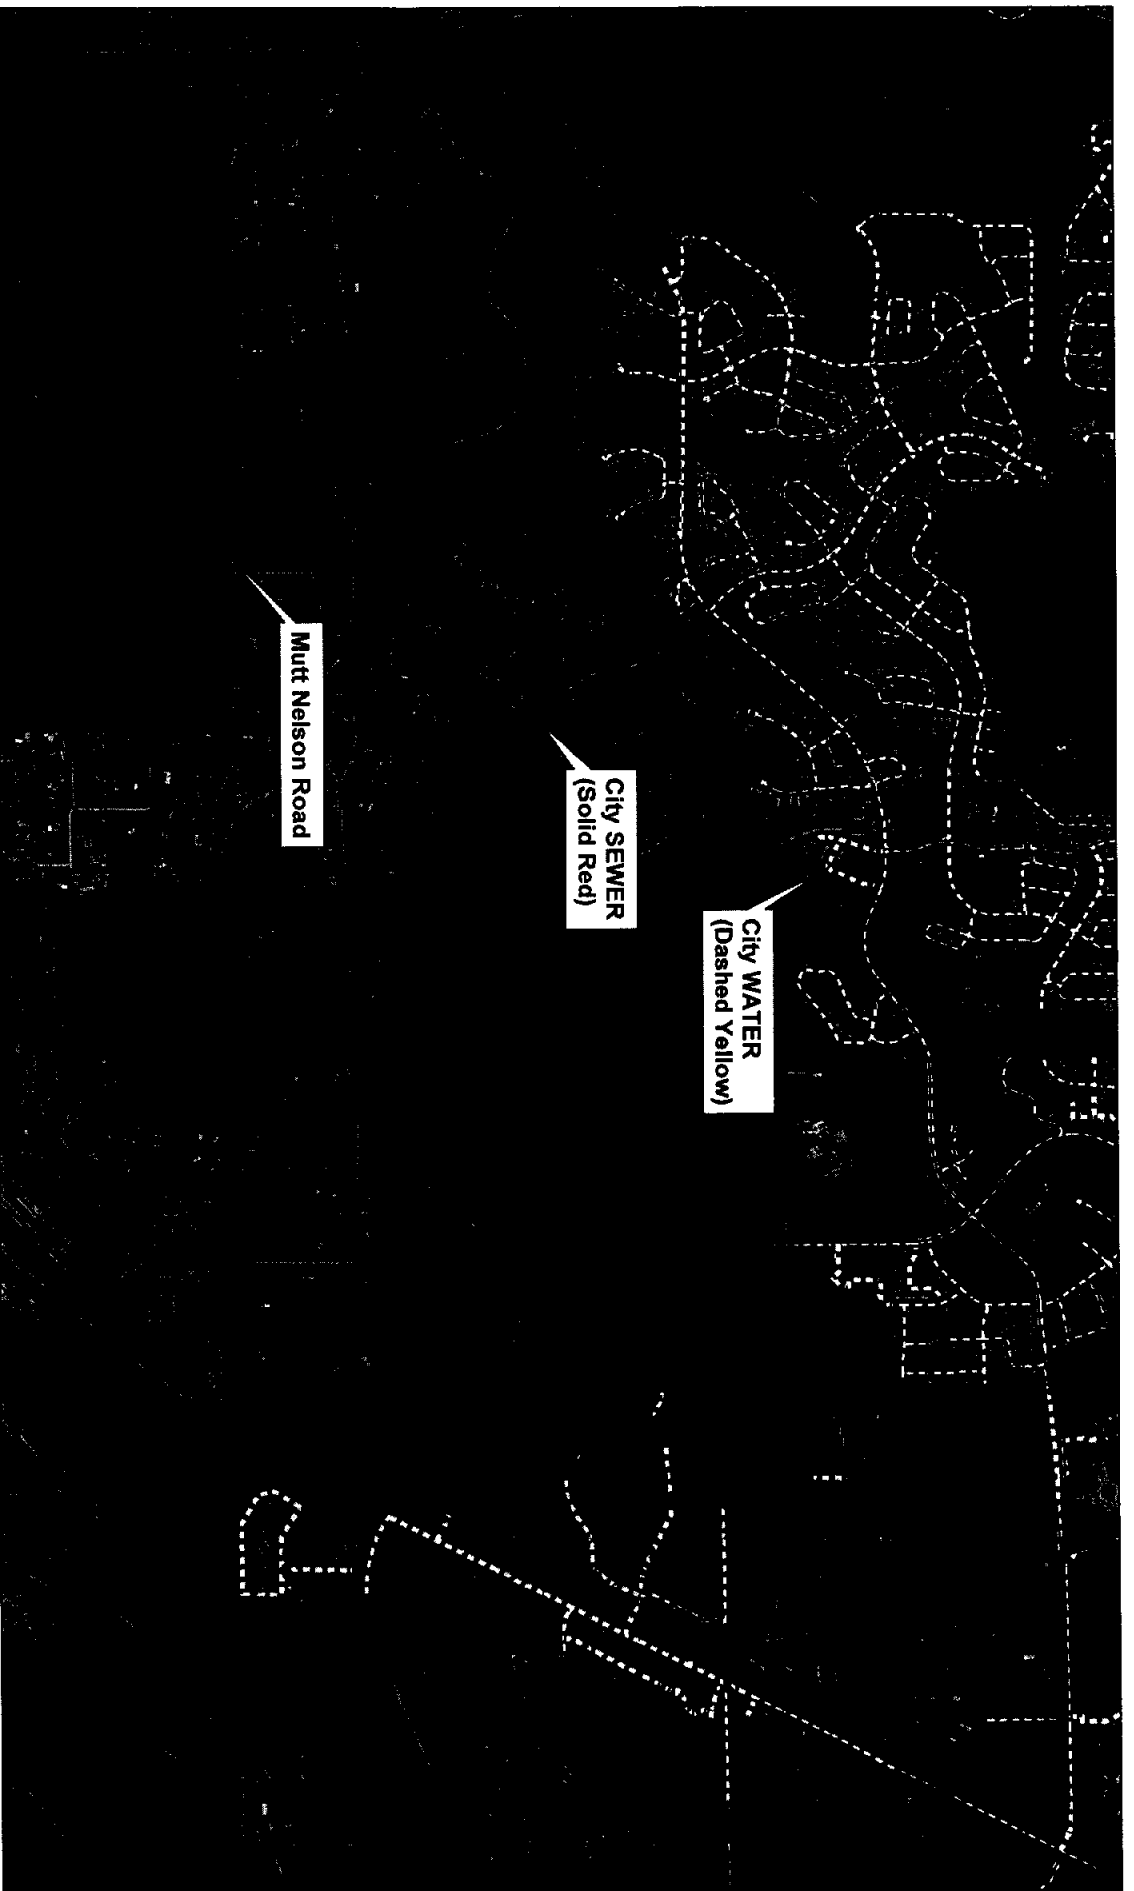 City WATER
(Dashed Yellow)
City SEWER
(Solid Red)
Mutt Nelson Road